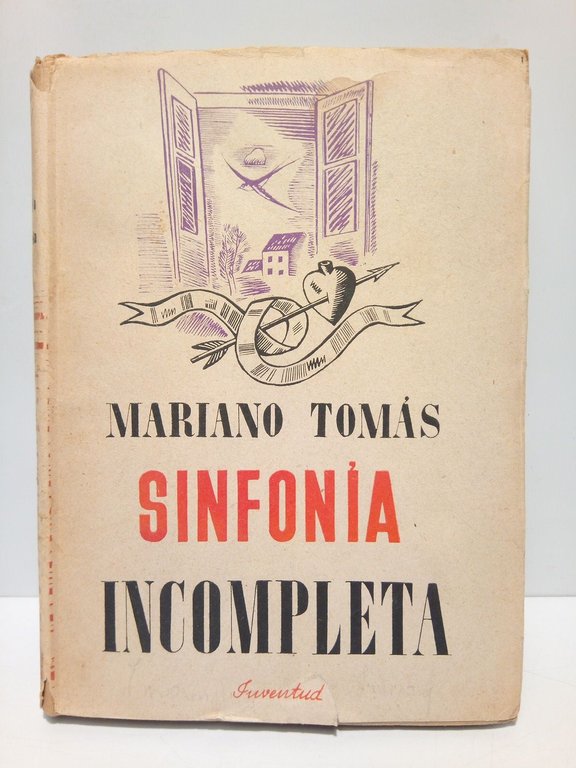 MARIANO TOMÁS
SINFONÍA
INCOMPLETA
Juventud